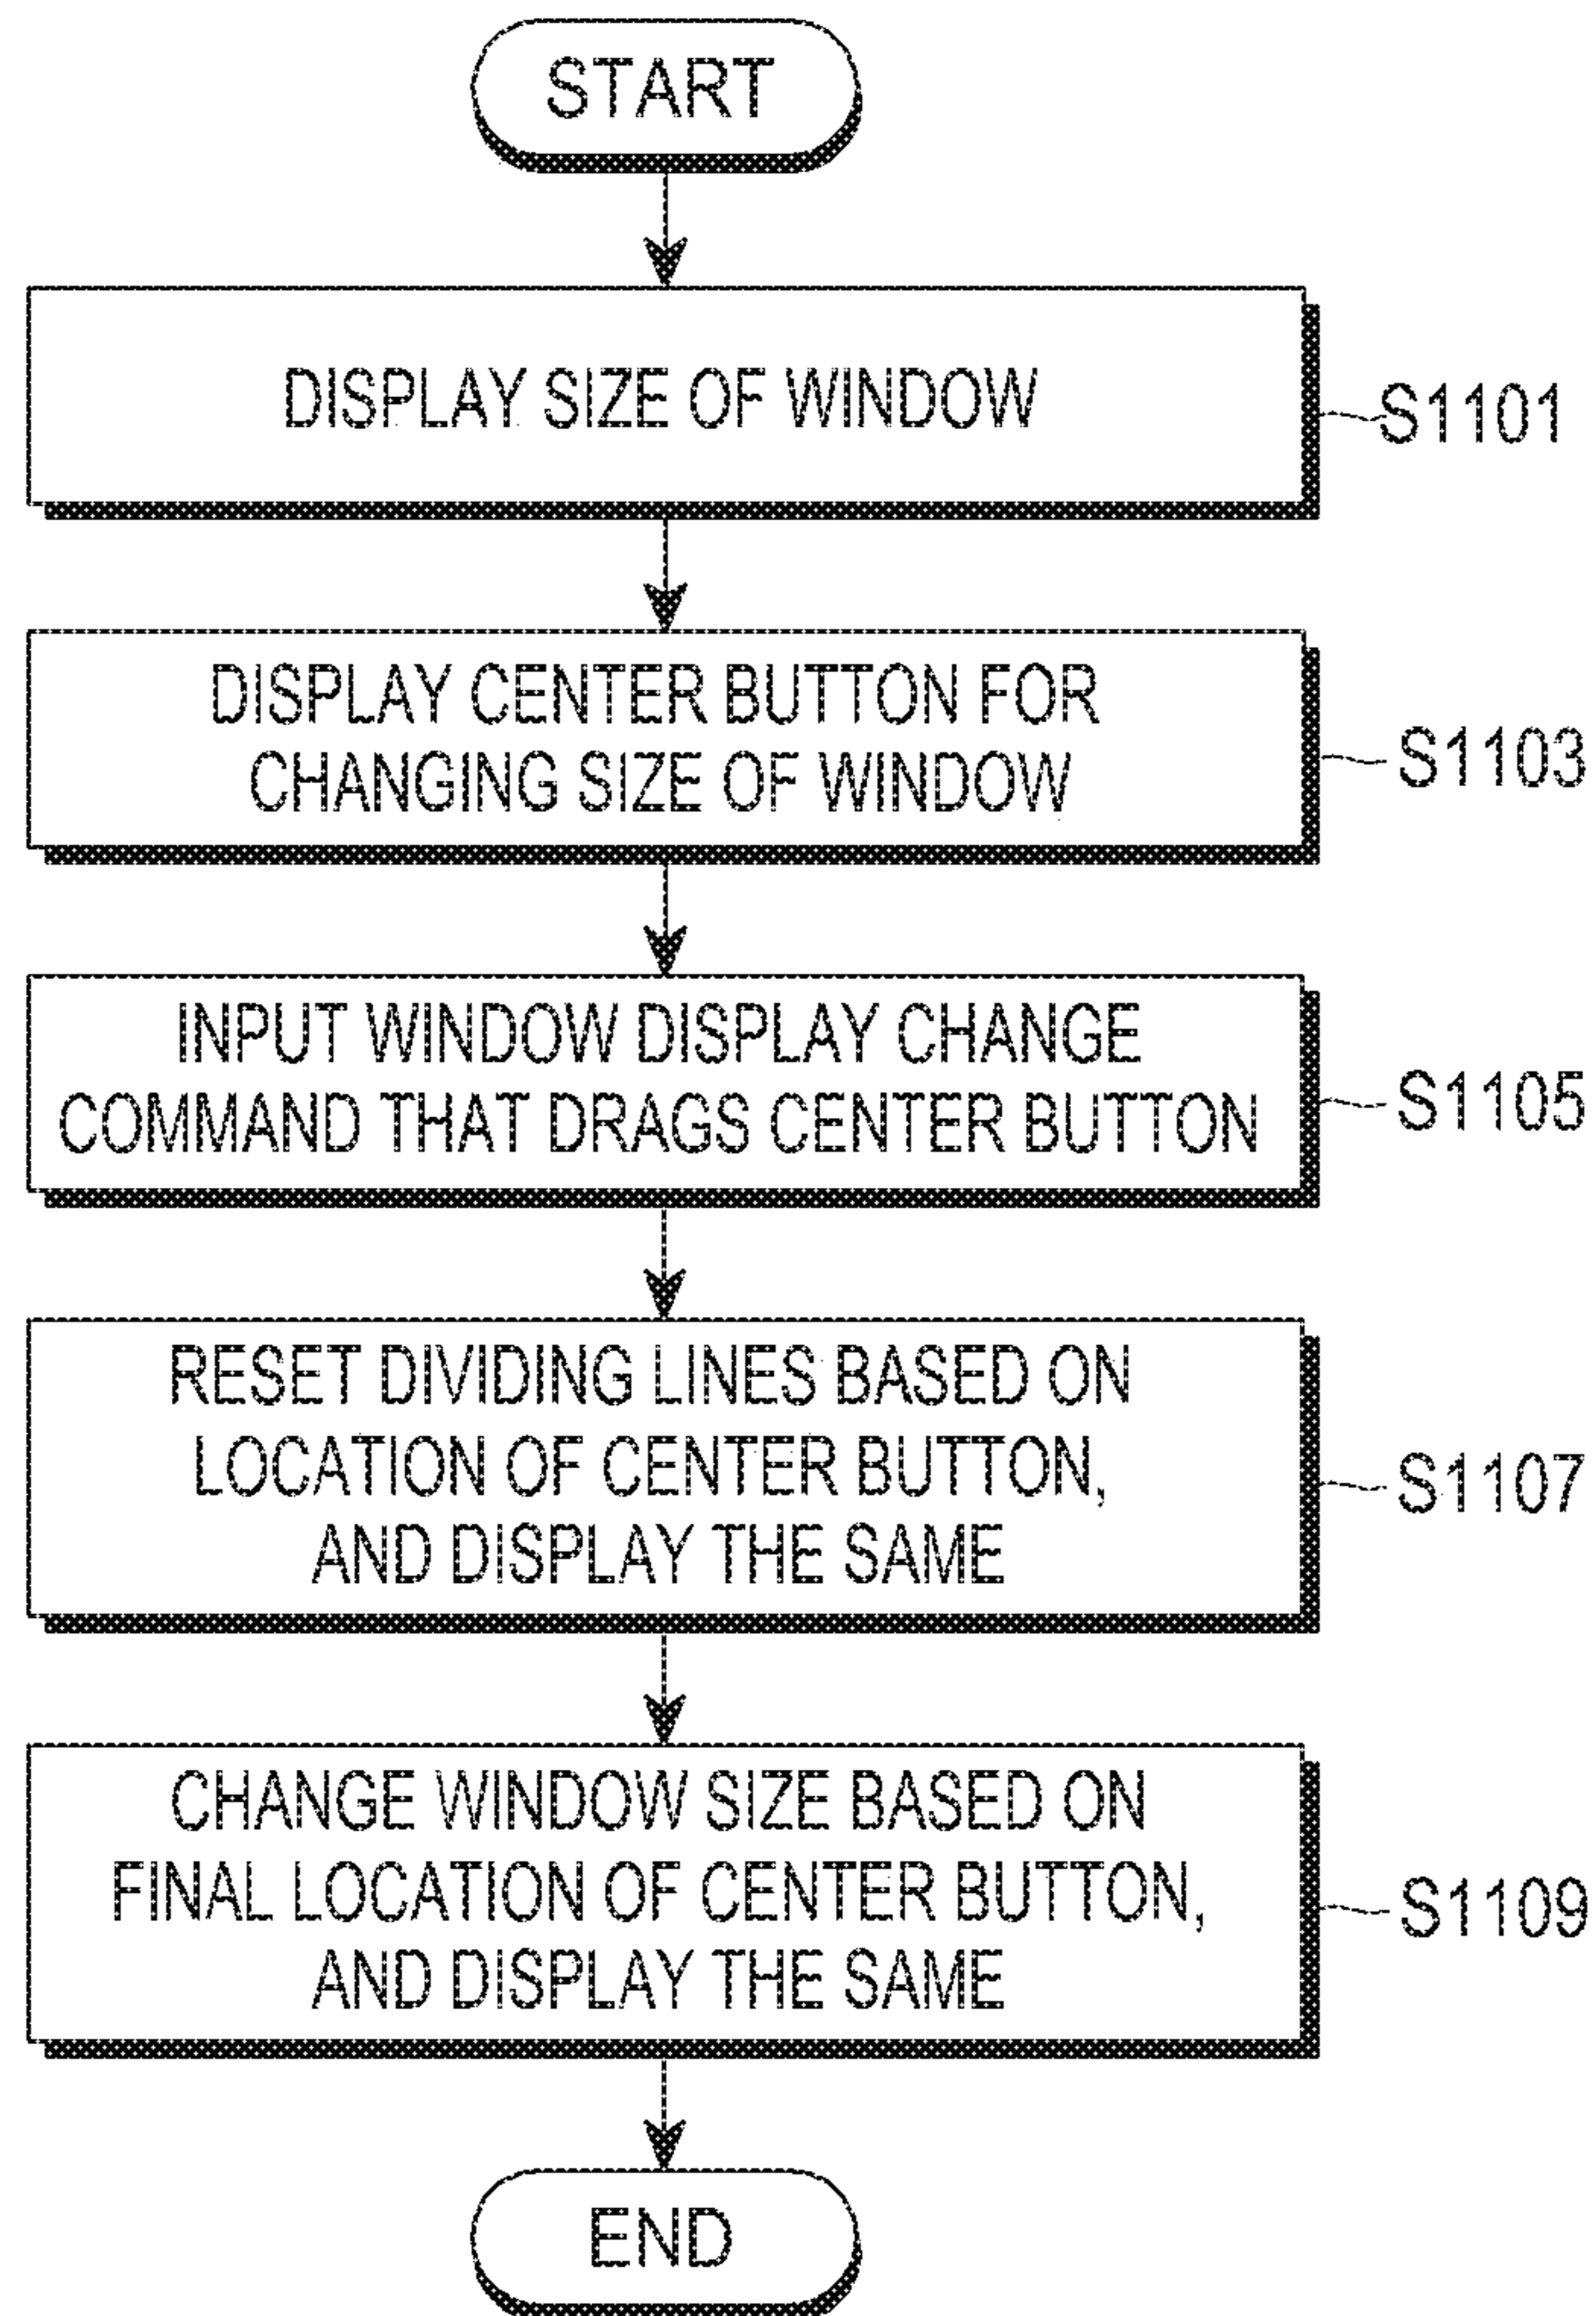 START
DISPLAY SIZE OF WINDOW
S1101
DISPLAY CENTER BUTTON FOR
CHANGING SIZE OF WINDOW
S1103
INPUT WINDOW DISPLAY CHANGE
COMMAND THAT DRAGS CENTER BUTTON
S1105
RESET DIVIDING LINES BASED ON
LOCATION OF CENTER BUTTON,
AND DISPLAY THE SAME
S1107
CHANGE WINDOW SIZE BASED ON
FINAL LOCATION OF CENTER BUTTON,
AND DISPLAY THE SAME
S1109
END